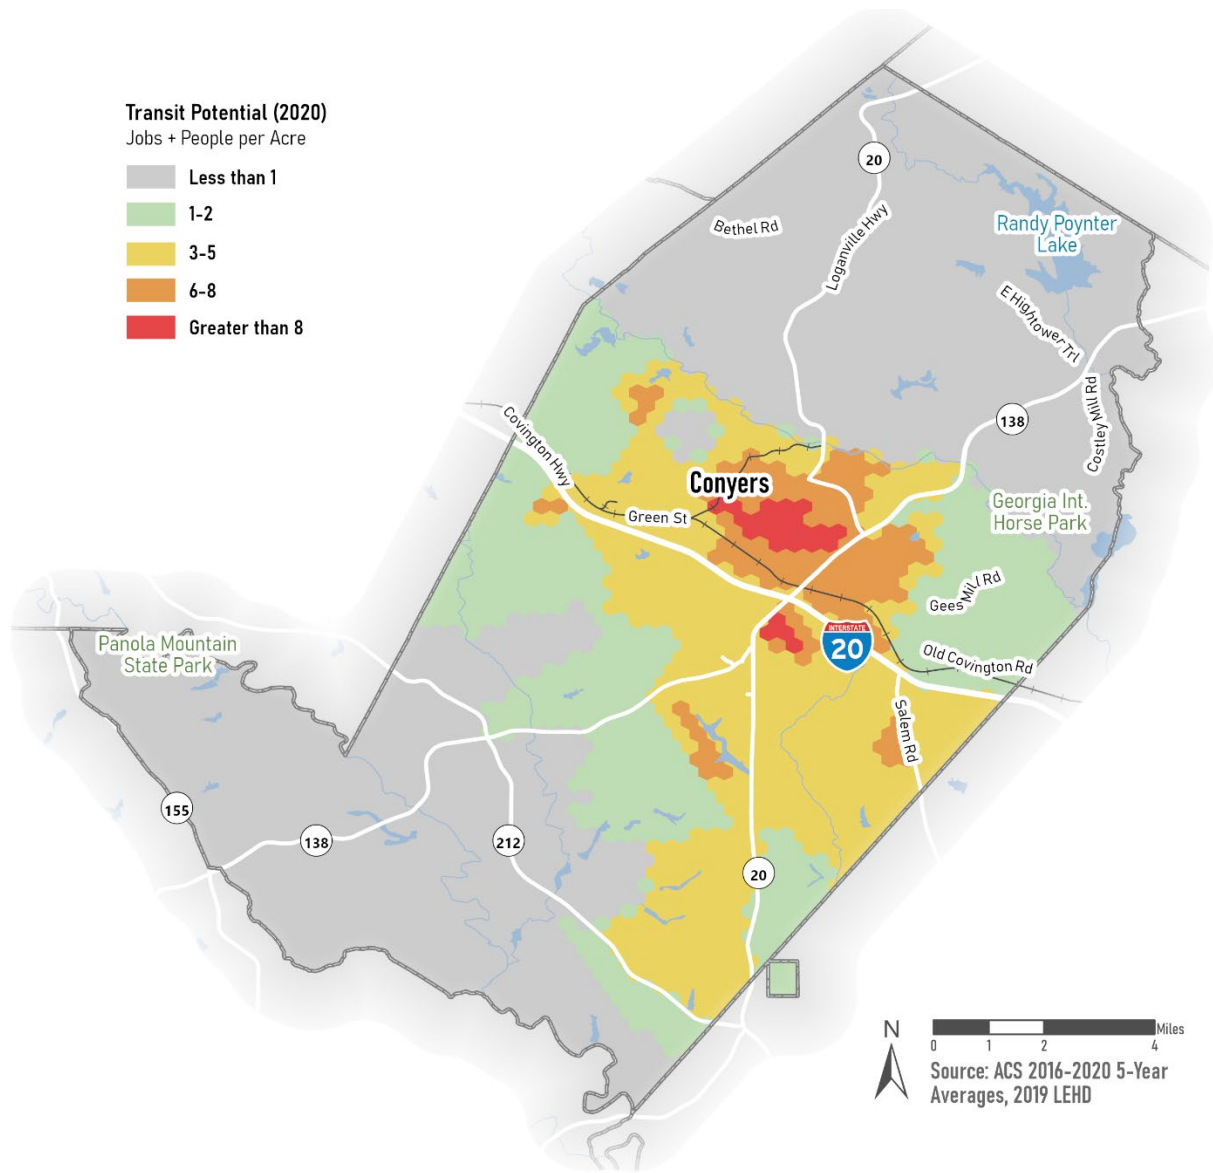 Transit Potential (2020)
Jobs + People per Acre
Less than 1
1-2
3-5
6-8
Greater than 8
20
Bethel Rd
Loganville Hwy
Randy Poynter
Lake
E Hightower Trl
Costley Mill Rd
138
Covington Hwy
Conyers
Green St
Georgia Int.
Horse Park
Gees Mill Rd
INTERSTATE
20
Old Covington Rd
Panola Mountain
State Park
Salem Rd
155
138
212
20
N
Miles
0 1 2 4
Source: ACS 2016-2020 5-Year
Averages, 2019 LEHD